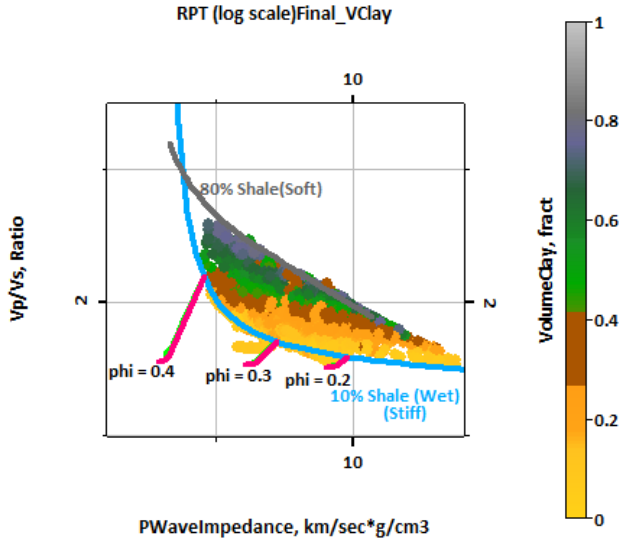 RPT (log scale)Final_VClay
10
1
0.8
0.6
0.4
0.2
0
VolumeClay, fract
Vp/Vs, Ratio
2
2
80% Shale(Soft)
phi = 0.4
phi = 0.3
phi = 0.2
10% Shale (Wet)
(Stiff)
10
PWaveImpedance, km/sec*g/cm3